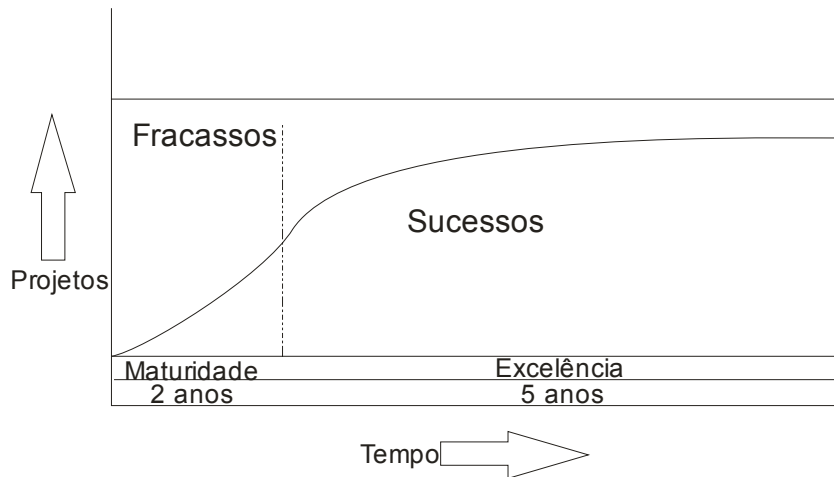 Fracassos
Sucessos
Projetos
Maturidade
Excelência
2 anos
5 anos
Tempo